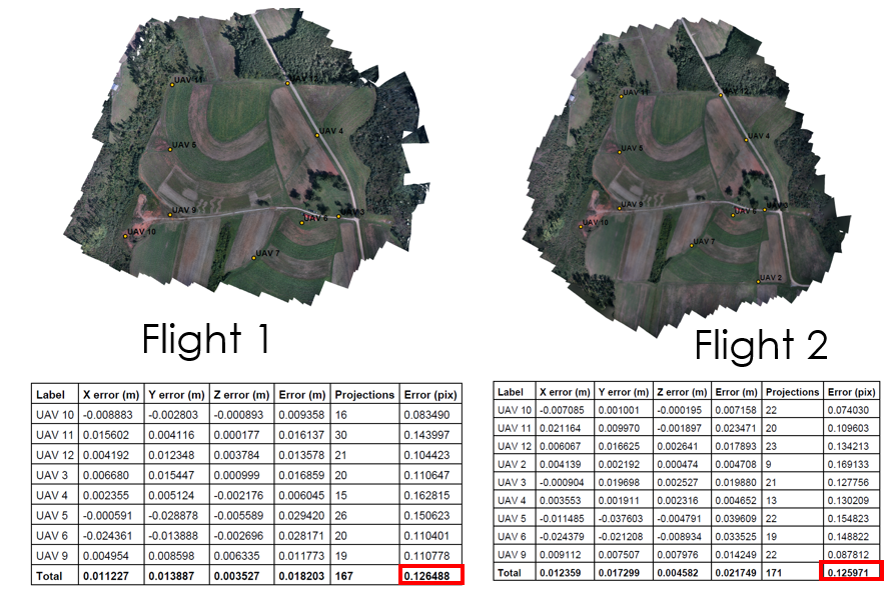 UAV 11
UAV 12
UAV 4
UAV 5
UAV 9
UAV 3
UAV 6
UAV 10
UAV 7
UAV 11
UAV 12
UAV 4
UAV 5
UAV 9
UAV 3
UAV 6
UAV 10
UAV 7
UAV 2
Flight 1
Flight 2
Label X error (m) Y error (m) Z error (m) Error (m) Projections Error (pix)
UAV 10 -0.008883 -0.002803 -0.000893 0.009358 16 0.083490
UAV 11 0.015602 0.004116 0.000177 0.016137 30 0.143997
UAV 12 0.004192 0.012348 0.003784 0.013578 21 0.104423
UAV 3 0.006680 0.015447 0.000999 0.016859 20 0.110647
UAV 4 0.002355 0.005124 -0.002176 0.006045 15 0.162815
UAV 5 -0.000591 -0.028878 -0.005589 0.029420 26 0.150623
UAV 6 -0.024361 -0.013888 -0.002696 0.028171 20 0.110401
UAV 9 0.004954 0.008598 0.006335 0.011773 19 0.110778
Total 0.011227 0.013887 0.003527 0.018203 167 0.126488
Label X error (m) Y error (m) Z error (m) Error (m) Projections Error (pix)
UAV 10 -0.007085 0.001001 -0.000195 0.007158 22 0.074030
UAV 11 0.021164 0.009970 -0.001897 0.023471 20 0.109603
UAV 12 0.006067 0.016625 0.002641 0.017893 23 0.134213
UAV 2 0.004139 0.002192 0.000474 0.004708 9 0.169133
UAV 3 -0.000904 0.019698 0.002527 0.019880 21 0.127756
UAV 4 0.003553 0.001911 0.002316 0.004652 13 0.130209
UAV 5 -0.011485 -0.037603 -0.004791 0.039609 22 0.154823
UAV 6 -0.024379 -0.021208 -0.008934 0.033525 19 0.148822
UAV 9 0.009112 0.007507 0.007976 0.014249 22 0.087812
Total 0.012359 0.017299 0.004582 0.021749 171 0.125971